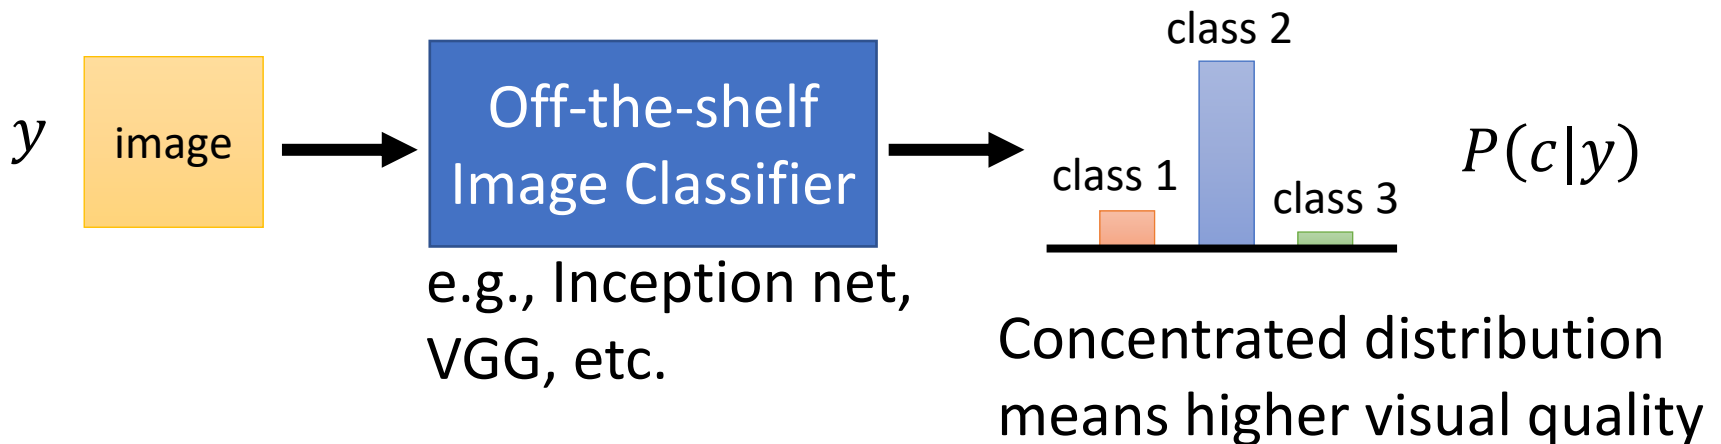 y
image
Off-the-shelf
Image Classifier
e.g., Inception net,
VGG, etc.
class 1
class 2
class 3
P(c|y)
Concentrated distribution
means higher visual quality